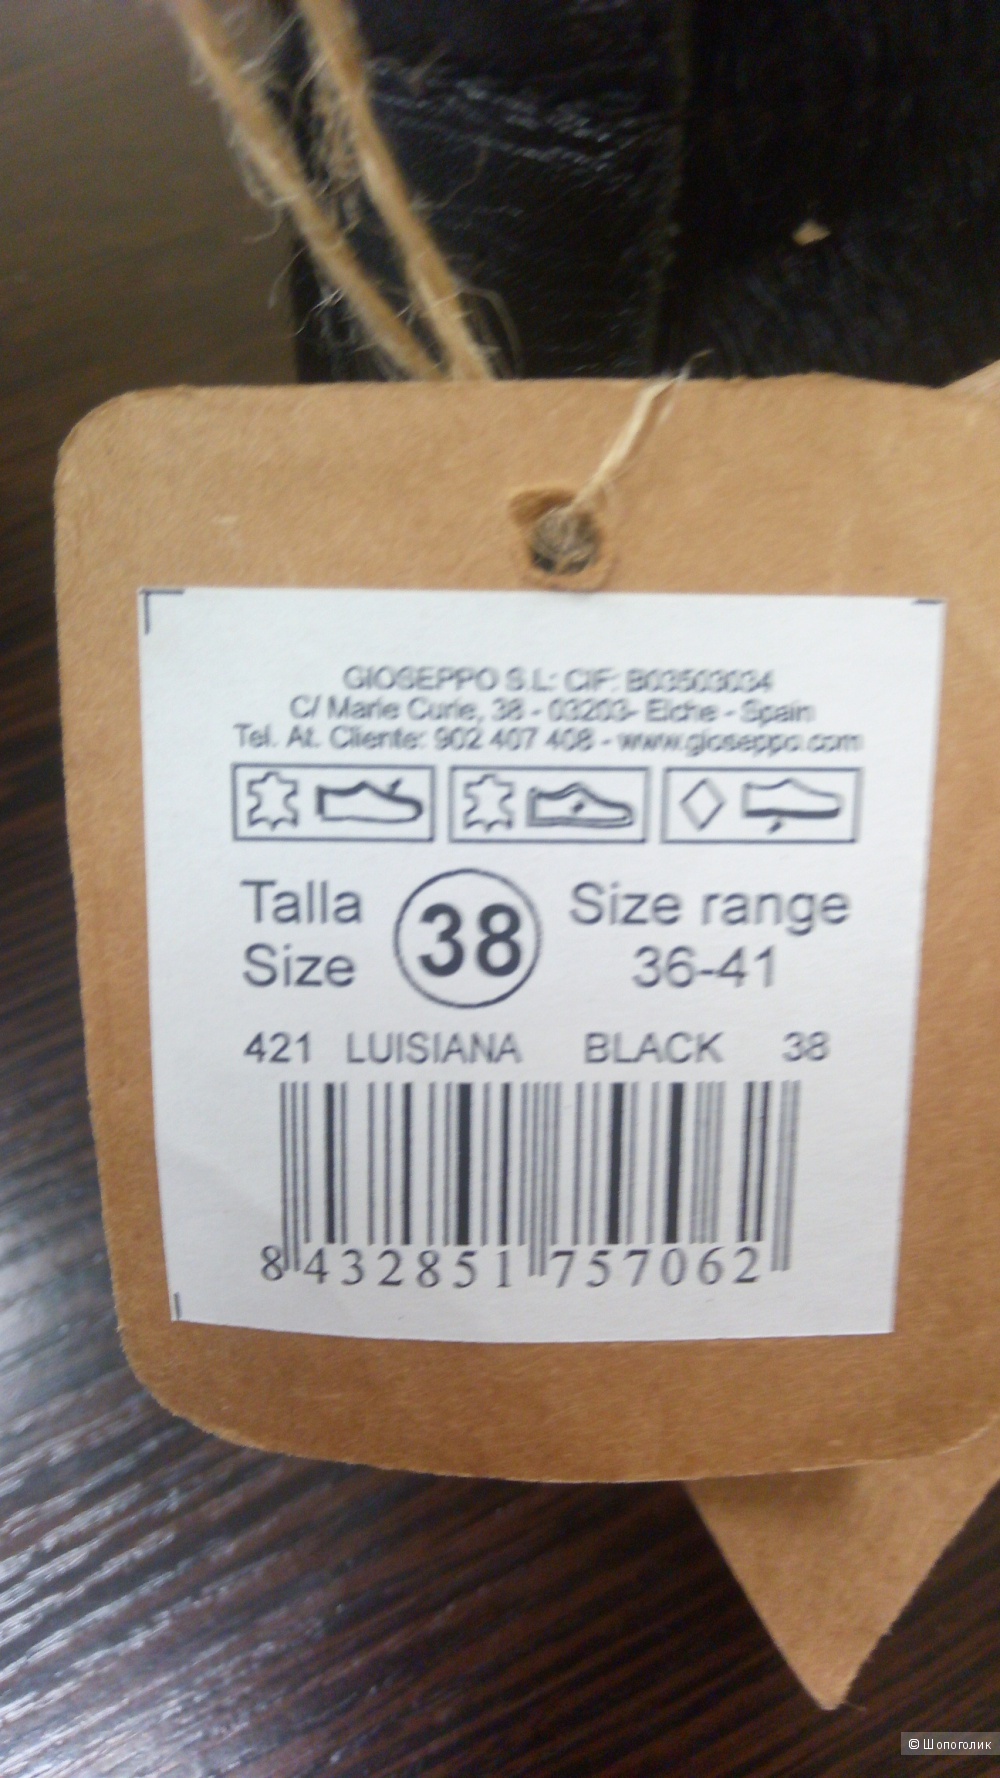 GIOSEPPO S.L: CIF: B03503034
C/ Marie Curie, 38 - 03203- Elche - Spain
Tel. At. Cliente: 902 407 408 - www.gioseppo.com
Talla 38 Size range
Size 36-41
421 LUISIANA BLACK 38
8 432851 757062
© Шопоголик